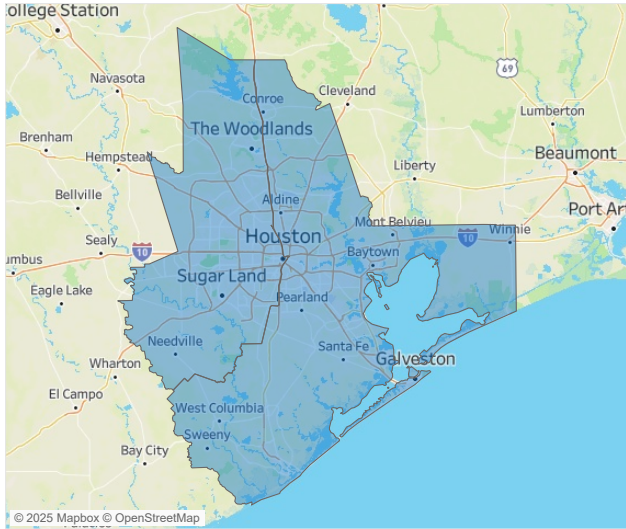 ollege Station
69
Navasota
Cleveland
Conroe
Lumberton
The Woodlands
Brenham
Hempstead
Beaumont
Liberty
Bellville
Aldine
Port Ar
Mont Belvieu
Winnie
Houston
10
Sealy
10
Baytown
umbus
Sugar Land
Eagle Lake
Pearland
Needville
Santa Fe
Galveston
Wharton
El Campo
West Columbia
Sweeny
Bay City
© 2025 Mapbox © OpenStreetMap